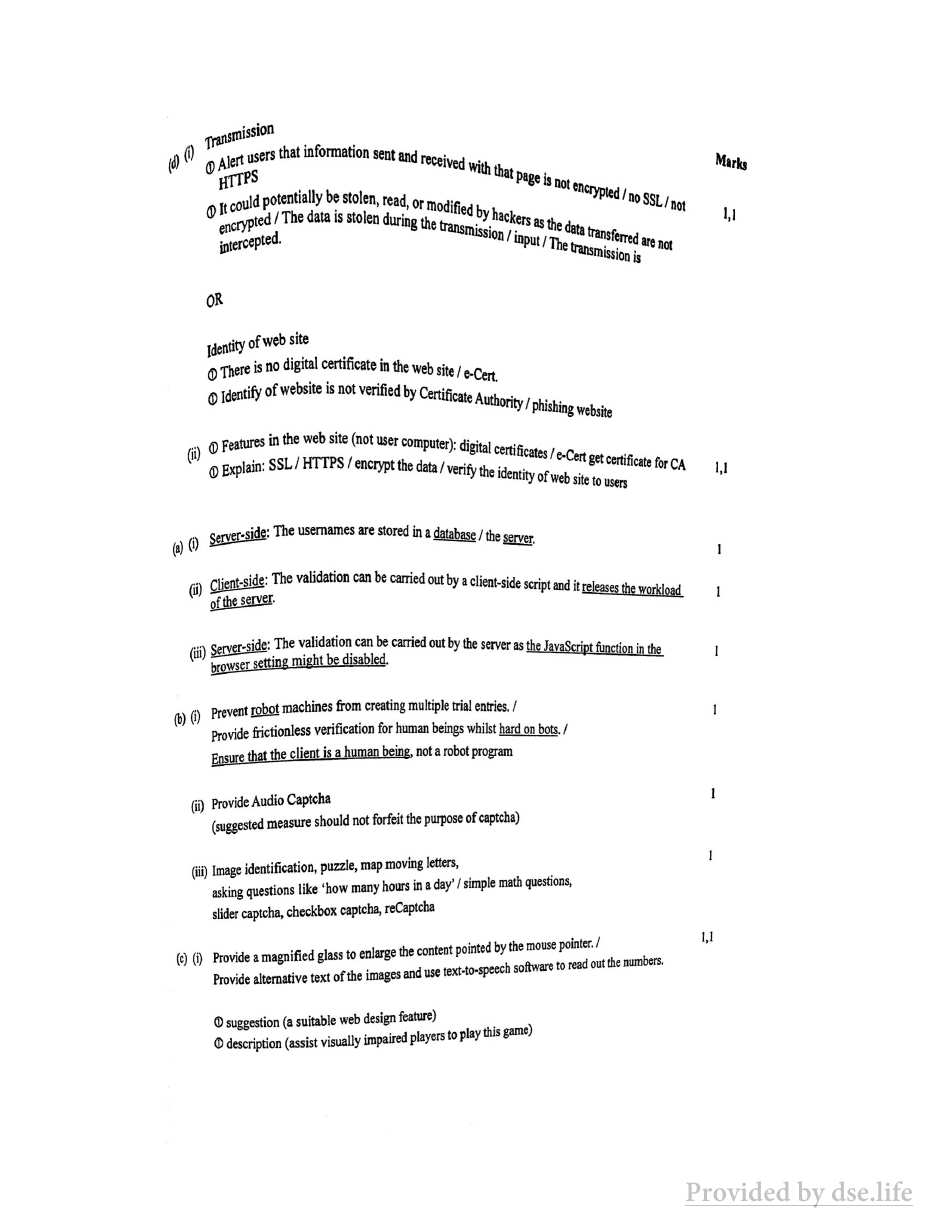 Marks
(d) (i) Transmission
① Alert users that information sent and received with that page is not encrypted / no SSL / not
HTTPS
1,1
① It could potentially be stolen, read, or modified by hackers as the data transferred are not
encrypted / The data is stolen during the transmission / input / The transmission is
intercepted.
OR
Identity of web site
① There is no digital certificate in the web site / e-Cert.
① Identify of website is not verified by Certificate Authority / phishing website
(ii) ① Features in the web site (not user computer): digital certificates / e-Cert get certificate for CA 1,1
① Explain: SSL / HTTPS / encrypt the data / verify the identity of web site to users
(a) (i) Server-side: The usernames are stored in a database / the server. 1
(ii) Client-side: The validation can be carried out by a client-side script and it releases the workload 1
of the server.
(iii) Server-side: The validation can be carried out by the server as the JavaScript function in the 1
browser setting might be disabled.
(b) (i) Prevent robot machines from creating multiple trial entries. / 1
Provide frictionless verification for human beings whilst hard on bots. /
Ensure that the client is a human being, not a robot program
(ii) Provide Audio Captcha 1
(suggested measure should not forfeit the purpose of captcha)
(iii) Image identification, puzzle, map moving letters, 1
asking questions like ‘how many hours in a day’ / simple math questions,
slider captcha, checkbox captcha, reCaptcha
(c) (i) Provide a magnified glass to enlarge the content pointed by the mouse pointer. / 1,1
Provide alternative text of the images and use text-to-speech software to read out the numbers.
① suggestion (a suitable web design feature)
① description (assist visually impaired players to play this game)
Provided by dse.life